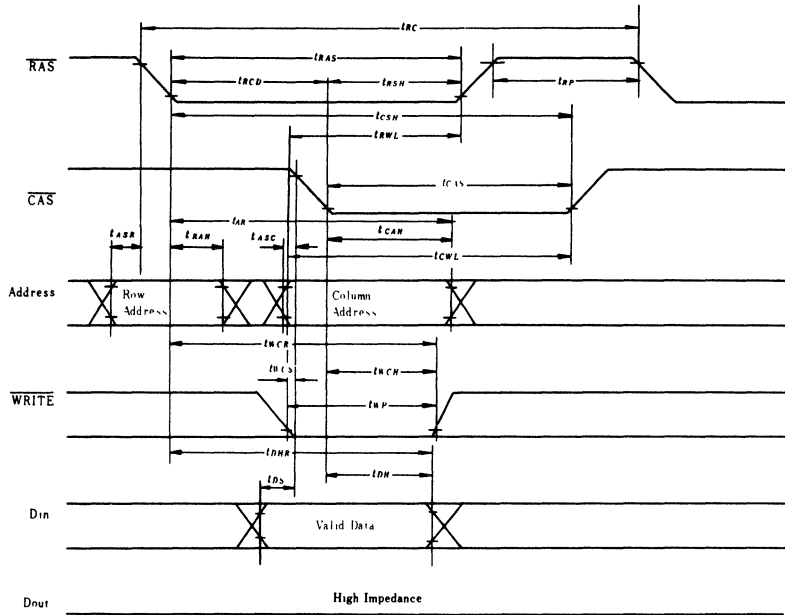 tRC
tRAS
RAS
tRCD
tRSH
tRP
tCSH
tRWL
CAS
tCAS
tAR
tASR
tRAH
tASC
tCAH
tCWL
Address
Row
Address
Column
Address
tWCR
tWCS
tWCH
WRITE
tWP
tDHR
tDS
tDH
Din
Valid Data
Dout
High Impedance